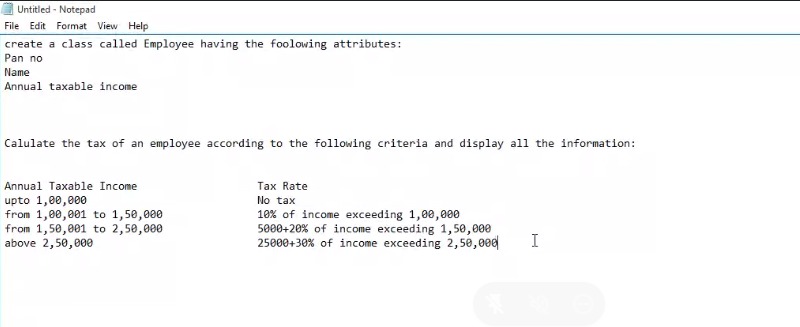 Untitled - Notepad
File Edit Format View Help
create a class called Employee having the foolowing attributes:
Pan no
Name
Annual taxable income
Calulate the tax of an employee according to the following criteria and display all the information:
Annual Taxable Income Tax Rate
upto 1,00,000 No tax
from 1,00,001 to 1,50,000 10% of income exceeding 1,00,000
from 1,50,001 to 2,50,000 5000+20% of income exceeding 1,50,000
above 2,50,000 25000+30% of income exceeding 2,50,000